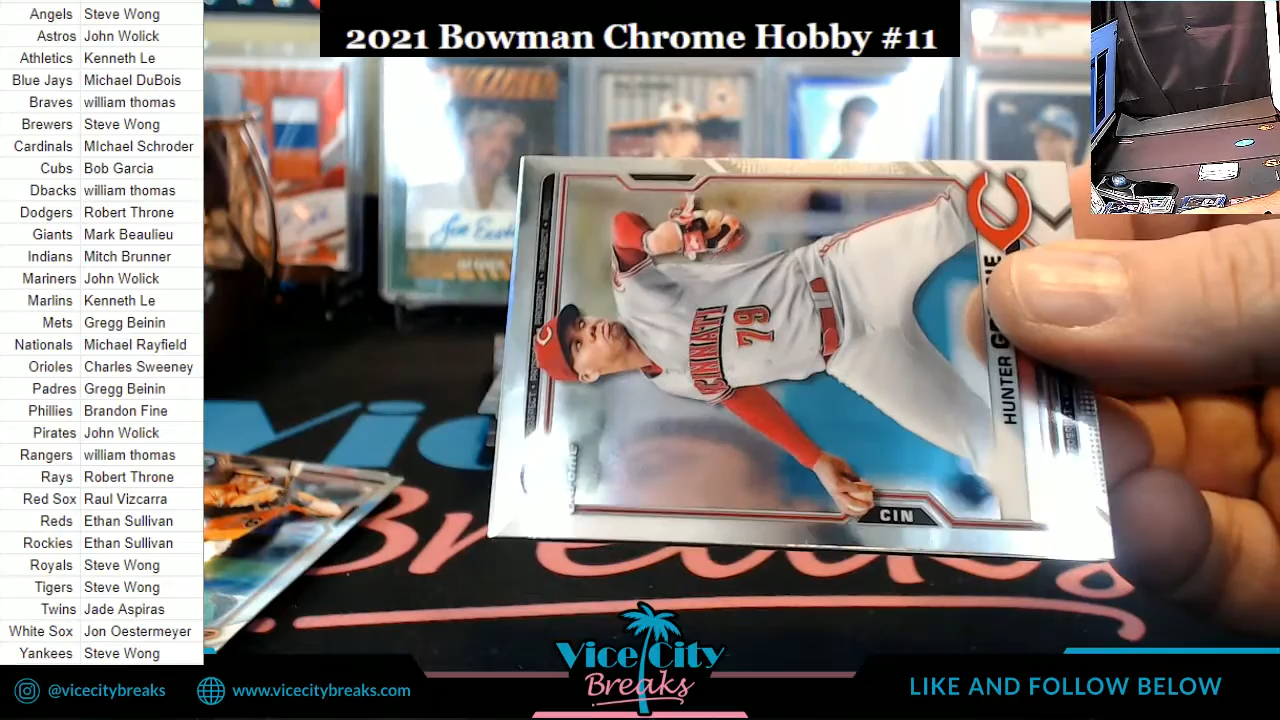 2021 Bowman Chrome Hobby #11
Angels Steve Wong
Astros John Wolick
Athletics Kenneth Le
Blue Jays Michael DuBois
Braves william thomas
Brewers Steve Wong
Cardinals MIchael Schroder
Cubs Bob Garcia
Dbacks william thomas
Dodgers Robert Throne
Giants Mark Beaulieu
Indians Mitch Brunner
Mariners John Wolick
Marlins Kenneth Le
Mets Gregg Beinin
Nationals Michael Rayfield
Orioles Charles Sweeney
Padres Gregg Beinin
Phillies Brandon Fine
Pirates John Wolick
Rangers william thomas
Rays Robert Throne
Red Sox Raul Vizcarra
Reds Ethan Sullivan
Rockies Ethan Sullivan
Royals Steve Wong
Tigers Steve Wong
Twins Jade Aspiras
White Sox Jon Oestermeyer
Yankees Steve Wong
CINCINNATI
79
HUNTER
CIN
PROSPECT
Breaks
@vicecitybreaks
www.vicecitybreaks.com
Vice City
Breaks
LIKE AND FOLLOW BELOW